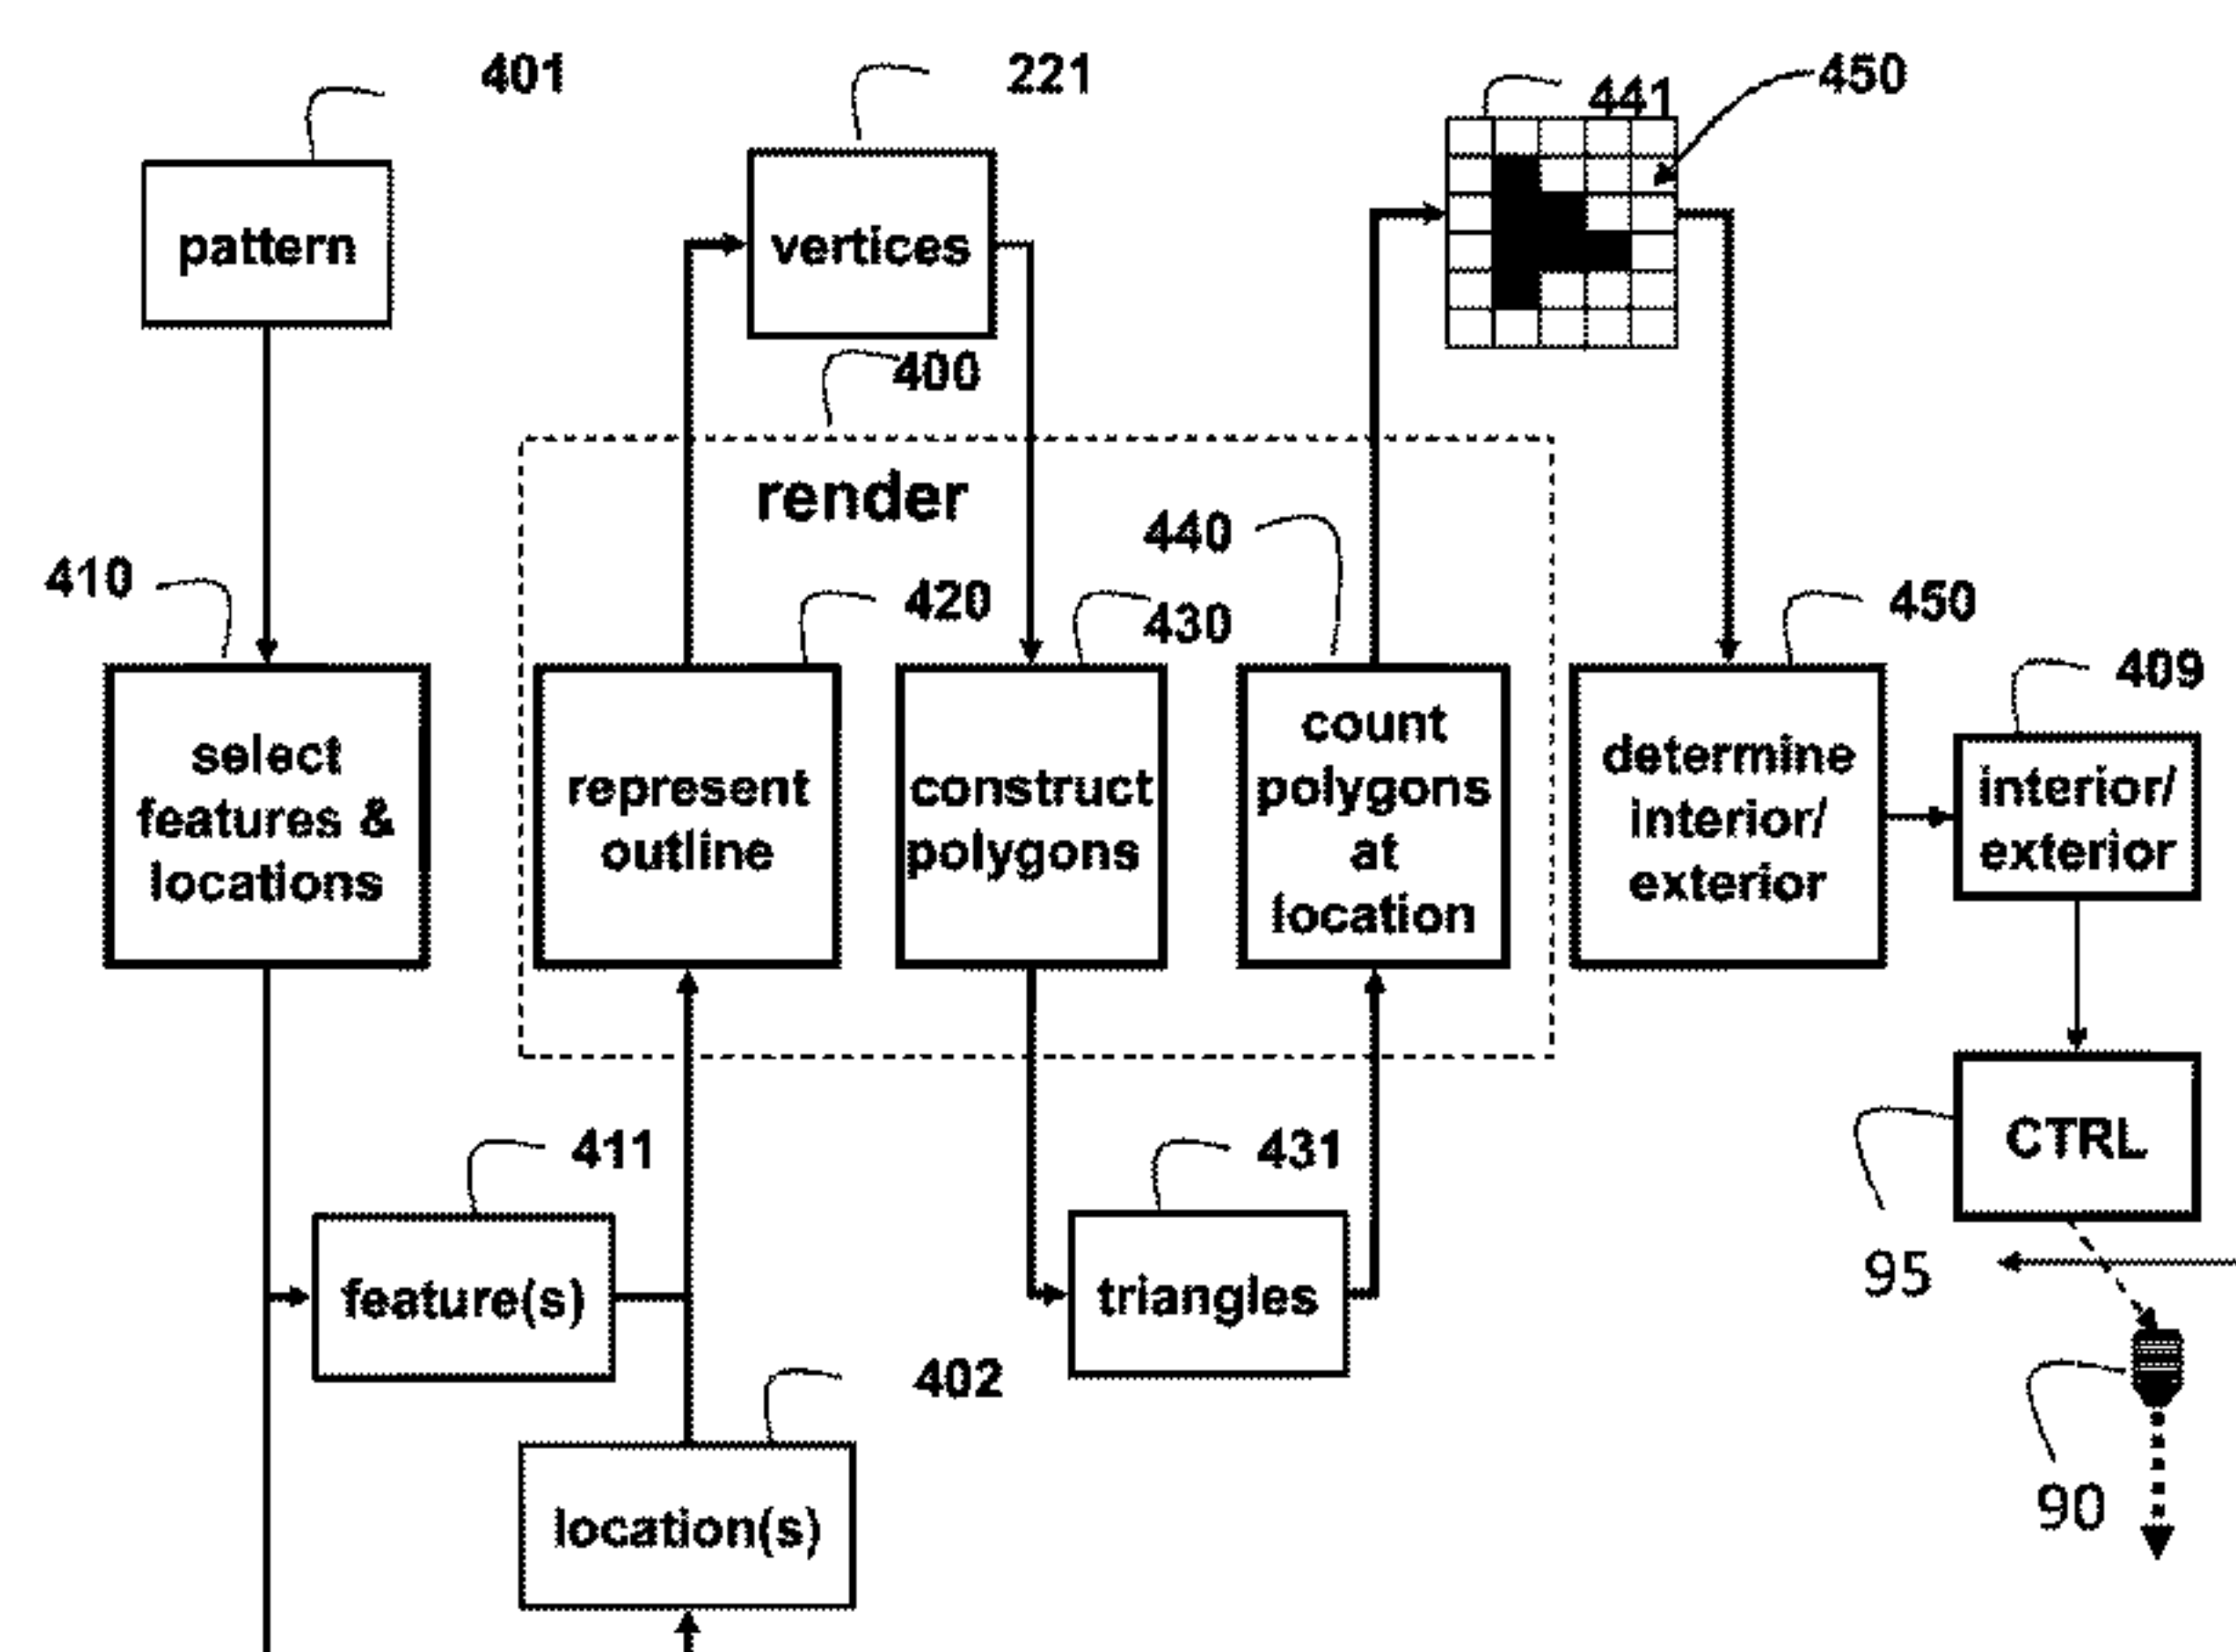 401
221
441
450
pattern
vertices
400
render
440
410
420
430
450
409
select
features &
locations
represent
outline
construct
polygons
count
polygons
at
location
determine
interior/
exterior
interior/
exterior
411
431
CTRL
95
feature(s)
triangles
402
90
location(s)